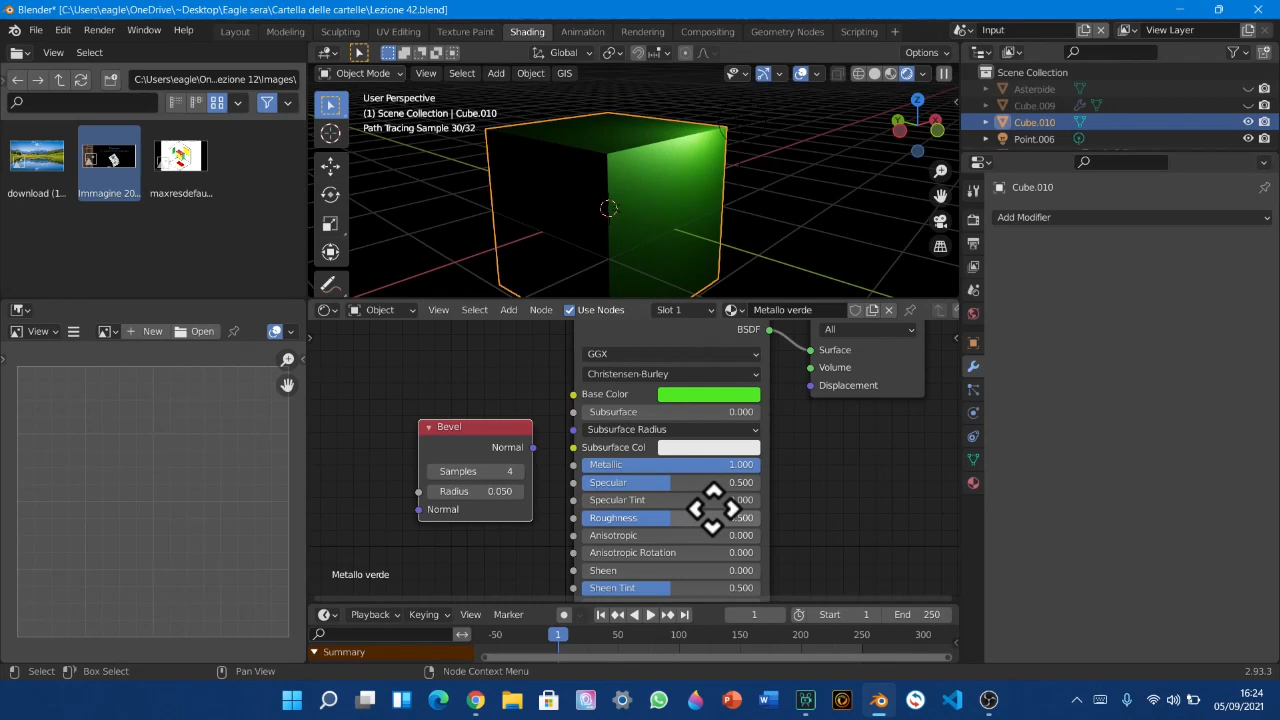 Blender* [C:\Users\eagle\OneDrive\~Desktop\Eagle sera\Cartella delle cartelle\Lezione 42.blend]
File Edit Render Window Help Layout Modeling Sculpting UV Editing Texture Paint Shading Animation Rendering Compositing Geometry Nodes Scripting Input View Layer
View Select Global Options
C:\Users\eagle\On...ezione 12\Images\
Object Mode View Select Add Object GIS
User Perspective
(1) Scene Collection | Cube.010
Path Tracing Sample 30/32
Z
Y
Scene Collection
Asteroide
Cube.009
Cube.010
Point.006
download (1... Immagine 20... maxresdefau...
Cube.010
Add Modifier
Object View Select Add Node Use Nodes Slot 1 Metallo verde
View New Open
BSDF
GGX
Christensen-Burley
Base Color
Subsurface 0.000
Subsurface Radius
Subsurface Col
Metallic 1.000
Specular 0.500
Specular Tint
Roughness
Anisotropic 0.000
Anisotropic Rotation 0.000
Sheen 0.000
Sheen Tint 0.500
All
Surface
Volume
Displacement
Bevel
Normal
Samples 4
Radius 0.050
Normal
Metallo verde
Playback Keying View Marker 1 Start 1 End 250
-50 1 50 100 150 200 250 300
Summary
Select Box Select Pan View Node Context Menu 2.93.3
16:24
05/09/2021